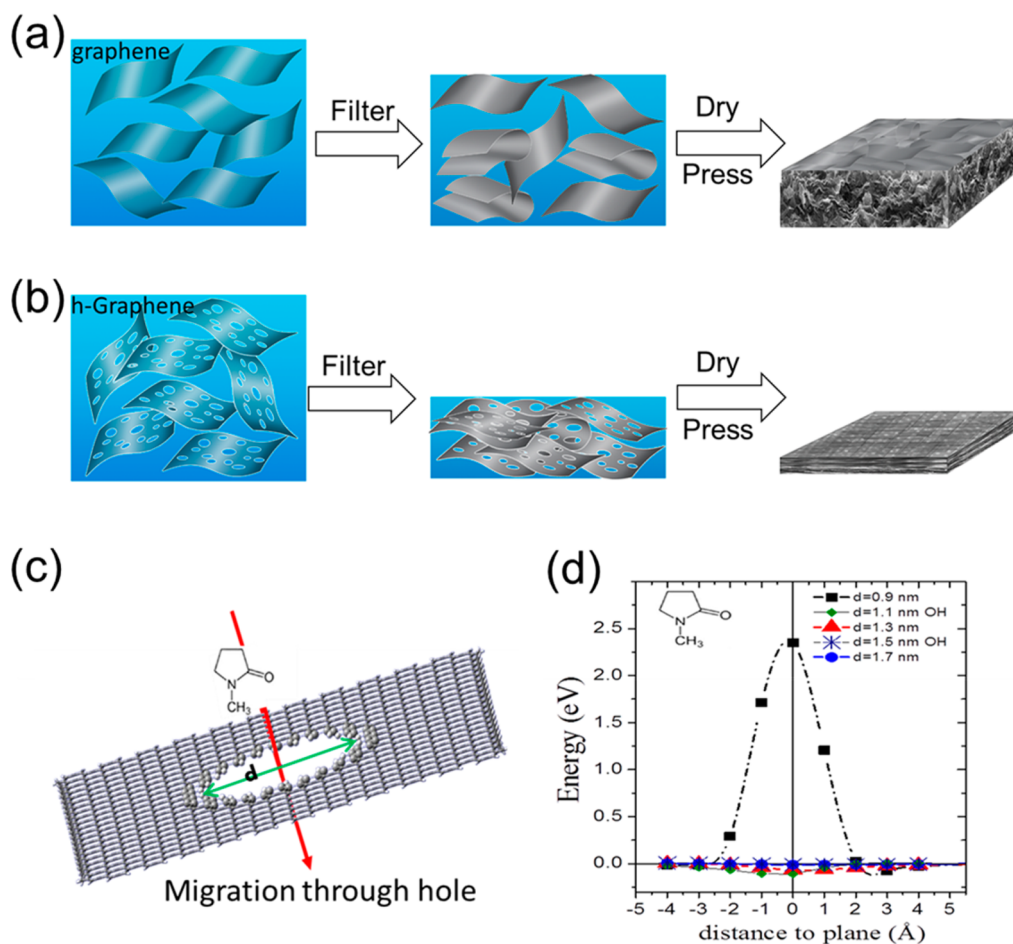 (a)
graphene
Filter
Dry
Press
(b)
h-Graphene
Filter
Dry
Press
(c)
N
O
CH₃
d
Migration through hole
(d)
N
O
CH₃
d=0.9 nm
d=1.1 nm OH
d=1.3 nm
d=1.5 nm OH
d=1.7 nm
Energy (eV)
2.5
2.0
1.5
1.0
0.5
0.0
-5 -4 -3 -2 -1 0 1 2 3 4 5
distance to plane (Å)